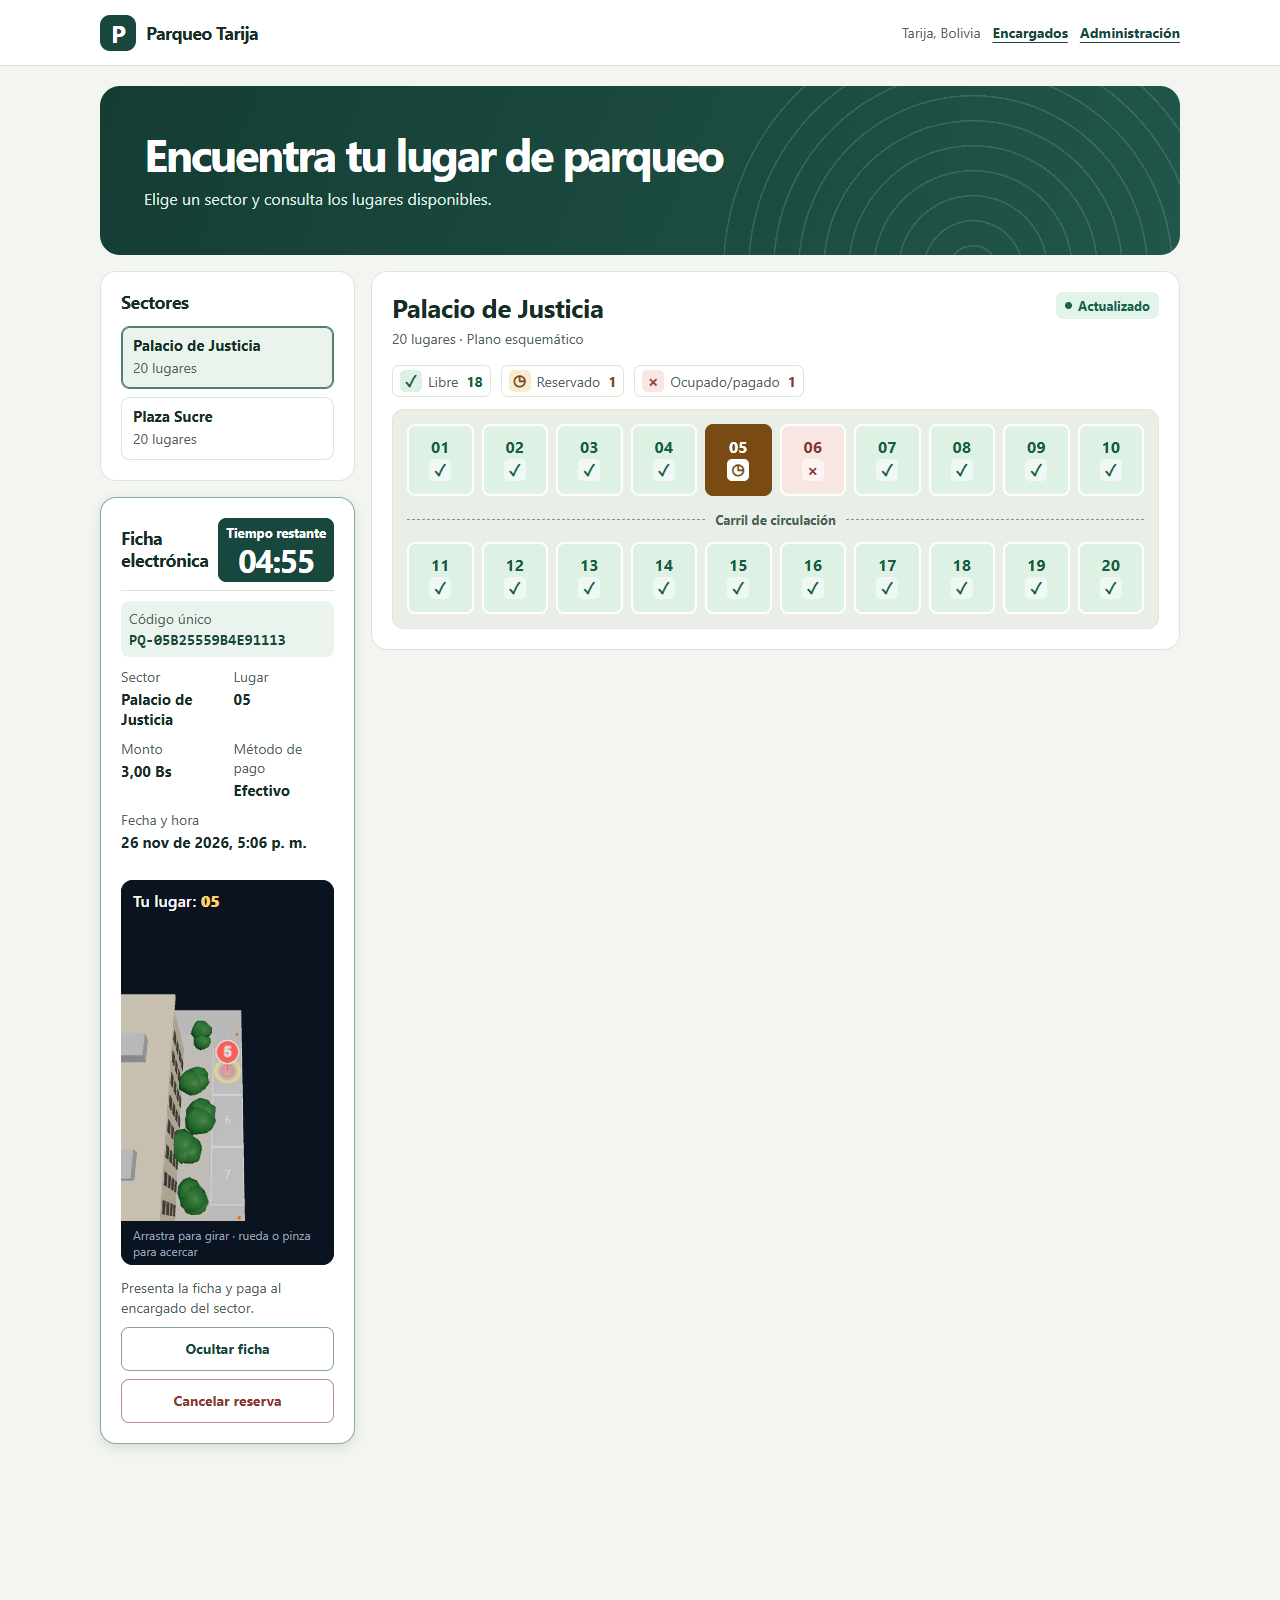 P Parqueo Tarija
Tarija, Bolivia Encargados Administración
Encuentra tu lugar de parqueo
Elige un sector y consulta los lugares disponibles.
Sectores
Palacio de Justicia
20 lugares
Plaza Sucre
20 lugares
Ficha electrónica
Tiempo restante
04:55
Código único
PQ-05B25559B4E91113
Sector
Palacio de Justicia
Lugar
05
Monto
3,00 Bs
Método de pago
Efectivo
Fecha y hora
26 nov de 2026, 5:06 p. m.
Tu lugar: 05
5
6
7
Arrastra para girar · rueda o pinza
para acercar
Presenta la ficha y paga al
encargado del sector.
Ocultar ficha
Cancelar reserva
Palacio de Justicia
Actualizado
20 lugares · Plano esquemático
✓ Libre 18
Reservado 1
× Ocupado/pagado 1
01 02 03 04 05 06 07 08 09 10
Carril de circulación
11 12 13 14 15 16 17 18 19 20